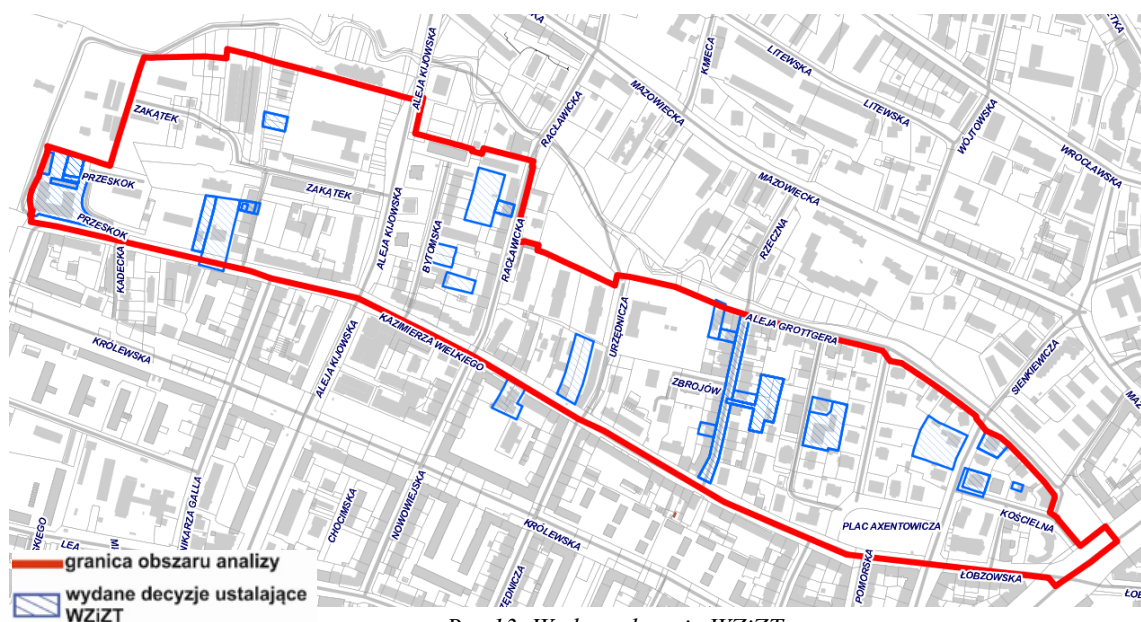 ALEJA KIJOWSKA
RACŁAWICKA
MAZOWIECKA
KMIECA
LITEWSKA
LITEWSKA
WÓJTOWSKA
WROCŁAWSKA
ZAKĄTEK
PRZESKOK
ZAKĄTEK
PRZESKOK
KADECKA
ALEJA KIJOWSKA
BYTOMSKA
RACŁAWICKA
MAZOWIECKA
RZECZNA
URZĘDNICZA
ALEJA GROTTGERA
SIENKIEWICZA
KRÓLEWSKA
ALEJA KIJOWSKA
KAZIMIERZA WIELKIEGO
ZBROJÓW
NOWOWIEJSKA
CHOCIMSKA
KRÓLEWSKA
PLAC AXENTOWICZA
KOŚCIELNA
POMORSKA
ŁOBZOWSKA
LEA
granica obszaru analizy
wydane decyzje ustalające
WZiZT